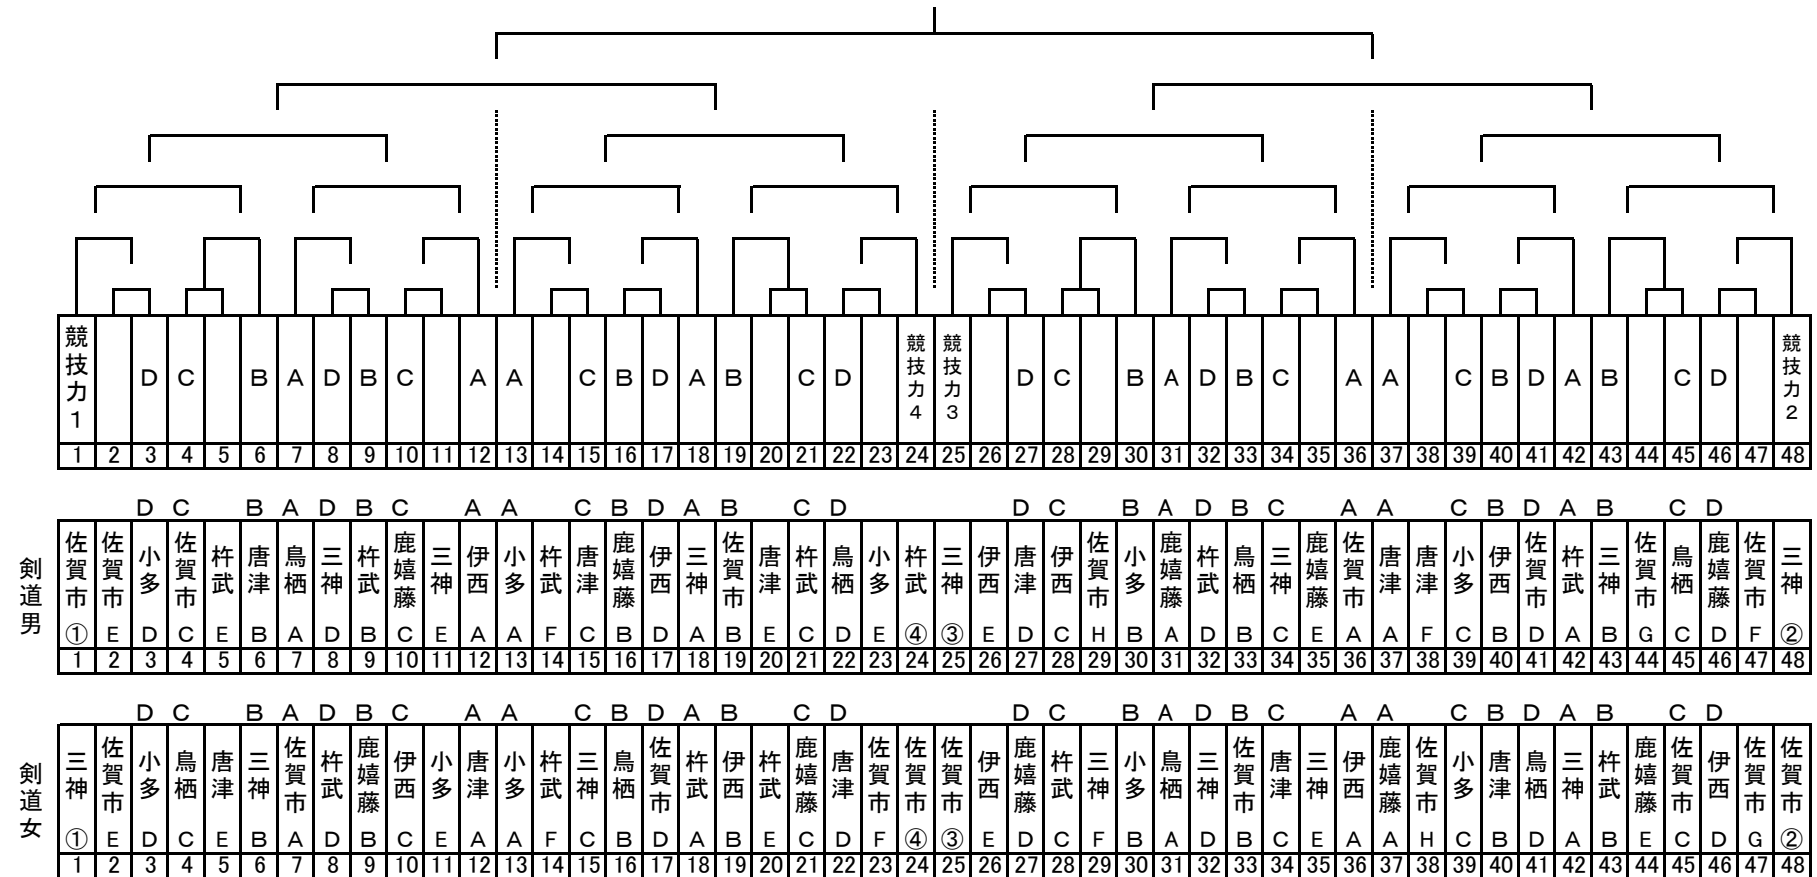 競技力1 D C B A D B C A A C B D A B C D 競技力4 競技力3 D C B A D B C A A C B D A B C D 競技力2
1 2 3 4 5 6 7 8 9 10 11 12 13 14 15 16 17 18 19 20 21 22 23 24 25 26 27 28 29 30 31 32 33 34 35 36 37 38 39 40 41 42 43 44 45 46 47 48
D C B A D B C A A C B D A B C D D C B A D B C A A C B D A B C D
剣道男
佐賀市 佐賀市 小多 佐賀市 杵武 唐津 鳥栖 三神 杵武 鹿嬉藤 三神 伊西 小多 杵武 唐津 鹿嬉藤 伊西 三神 佐賀市 唐津 杵武 鳥栖 小多 杵武 三神 伊西 唐津 伊西 佐賀市 小多 鹿嬉藤 杵武 鳥栖 三神 鹿嬉藤 佐賀市 唐津 唐津 小多 伊西 佐賀市 杵武 三神 佐賀市 鳥栖 鹿嬉藤 佐賀市 三神
① E D C E B A D B C E A A F C B D A B E C D E ④ ③ E D C H B A D B C E A A F C B D A B G C D F ②
1 2 3 4 5 6 7 8 9 10 11 12 13 14 15 16 17 18 19 20 21 22 23 24 25 26 27 28 29 30 31 32 33 34 35 36 37 38 39 40 41 42 43 44 45 46 47 48
D C B A D B C A A C B D A B C D D C B A D B C A A C B D A B C D
剣道女
三神 佐賀市 小多 鳥栖 唐津 三神 佐賀市 杵武 鹿嬉藤 伊西 小多 唐津 小多 杵武 三神 鳥栖 佐賀市 杵武 伊西 杵武 鹿嬉藤 唐津 佐賀市 佐賀市 佐賀市 伊西 鹿嬉藤 杵武 三神 小多 鳥栖 三神 佐賀市 唐津 三神 伊西 鹿嬉藤 佐賀市 小多 唐津 鳥栖 三神 杵武 鹿嬉藤 佐賀市 伊西 佐賀市 佐賀市
① E D C E B A D B C E A A F C B D A B E C D F ④ ③ E D C F B A D B C E A A H C B D A B E C D G ②
1 2 3 4 5 6 7 8 9 10 11 12 13 14 15 16 17 18 19 20 21 22 23 24 25 26 27 28 29 30 31 32 33 34 35 36 37 38 39 40 41 42 43 44 45 46 47 48